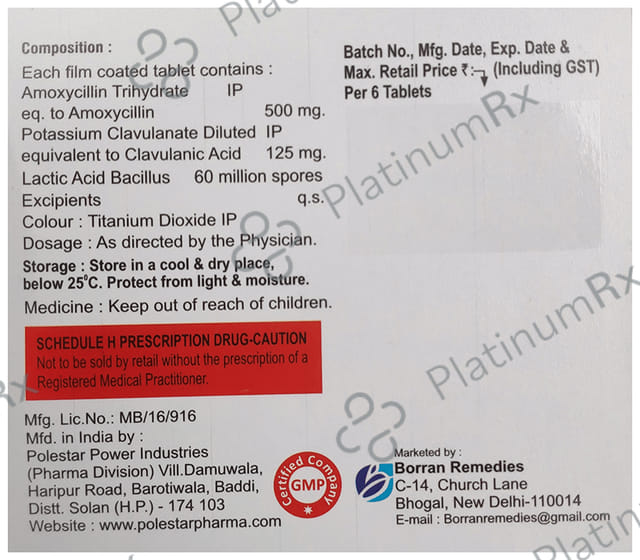 Composition :
Each film coated tablet contains :
Amoxycillin Trihydrate IP
eq. to Amoxycillin 500 mg.
Potassium Clavulanate Diluted IP
equivalent to Clavulanic Acid 125 mg.
Lactic Acid Bacillus 60 million spores
Excipients q.s.
Colour : Titanium Dioxide IP
Dosage : As directed by the Physician.
Storage : Store in a cool & dry place,
below 25°C. Protect from light & moisture.
Medicine : Keep out of reach of children.
SCHEDULE H PRESCRIPTION DRUG-CAUTION
Not to be sold by retail without the prescription of a
Registered Medical Practitioner.
Mfg. Lic.No.: MB/16/916
Mfd. in India by :
Polestar Power Industries
(Pharma Division) Vill.Damuwala,
Haripur Road, Barotiwala, Baddi,
Distt. Solan (H.P.) - 174 103
Website : www.polestarpharma.com
Certified Company
GMP
Batch No., Mfg. Date, Exp. Date &
Max. Retail Price ₹: (Including GST)
Per 6 Tablets
Marketed by :
Borran Remedies
C-14, Church Lane
Bhogal, New Delhi-110014
E-mail : Borranremedies@gmail.com
PlatinumRx
PlatinumRx
PlatinumRx
Platinum
Rx